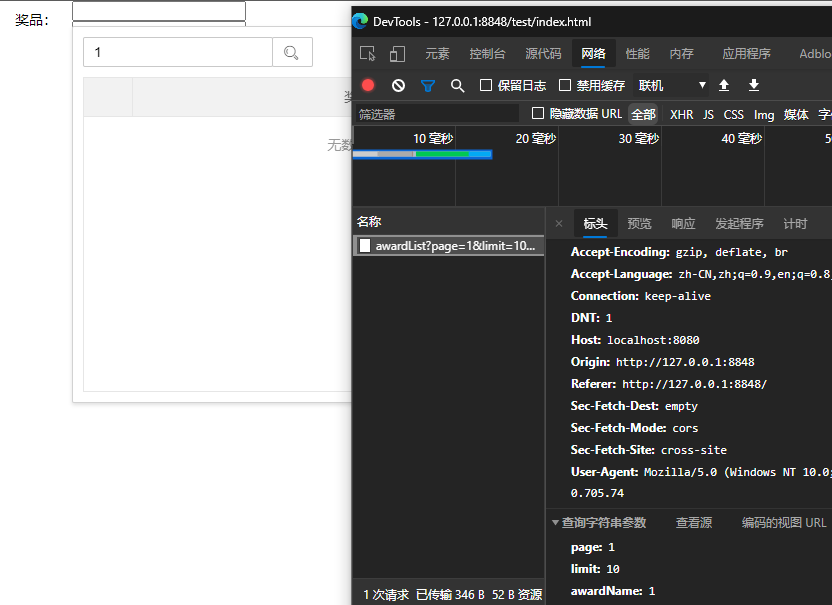 奖品：
1
无数
DevTools - 127.0.0.1:8848/test/index.html
元素 控制台 源代码 网络 性能 内存 应用程序 Adblo
保留日志 禁用缓存 联机
筛选器 隐藏数据 URL 全部 XHR JS CSS Img 媒体
10 毫秒 20 毫秒 30 毫秒 40 毫秒 5
名称
awardList?page=1&limit=10...
× 标头 预览 响应 发起程序 计时
Accept-Encoding: gzip, deflate, br
Accept-Language: zh-CN,zh;q=0.9,en;q=0.8,
Connection: keep-alive
DNT: 1
Host: localhost:8080
Origin: http://127.0.0.1:8848
Referer: http://127.0.0.1:8848/
Sec-Fetch-Dest: empty
Sec-Fetch-Mode: cors
Sec-Fetch-Site: cross-site
User-Agent: Mozilla/5.0 (Windows NT 10.0;
0.705.74
查询字符串参数 查看源 编码的视图 URL
page: 1
limit: 10
awardName: 1
1 次请求 已传输 346 B 52 B 资源